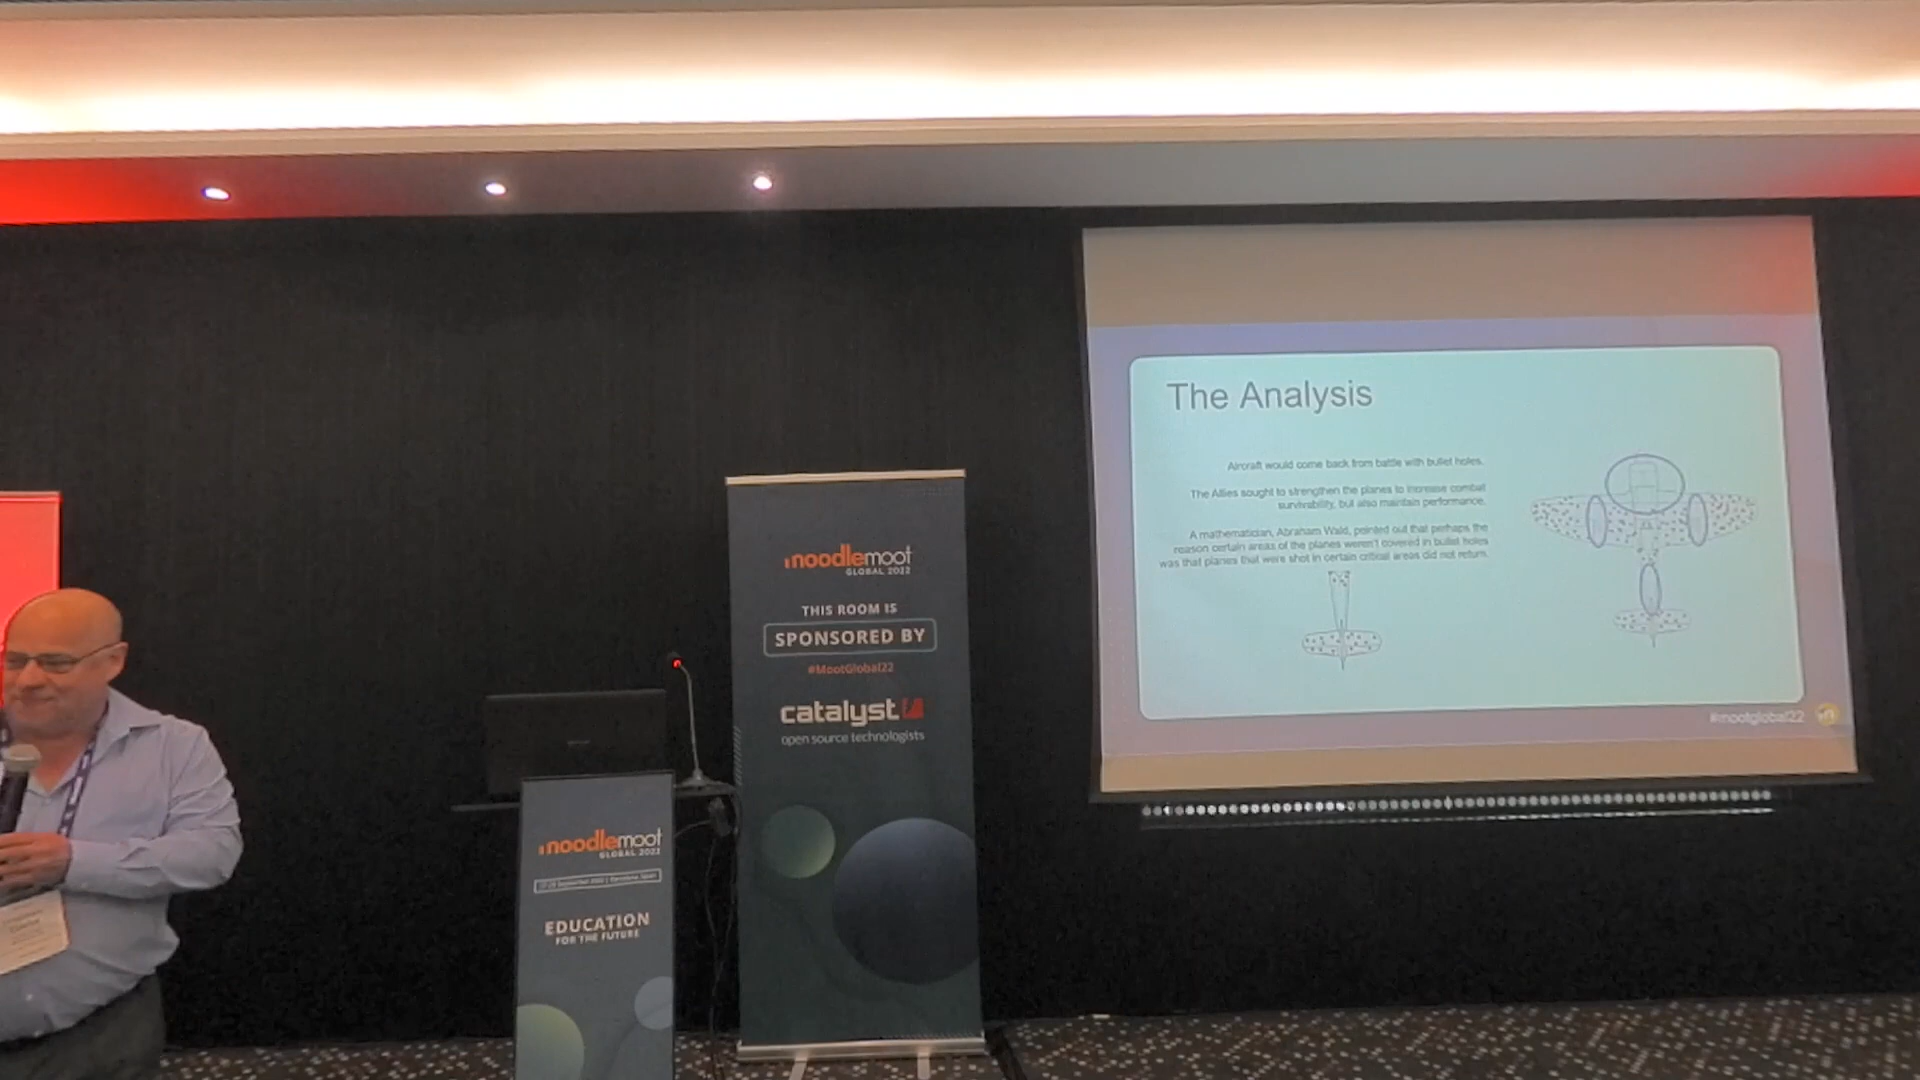 The Analysis
Aircraft would come back from battle with bullet holes.
The Allies sought to strengthen the planes to increase combat
survivability, but also maintain performance.
A mathematician, Abraham Wald, pointed out that perhaps the
reason certain areas of the planes weren't covered in bullet holes
was that planes that were shot in certain critical areas did not return.
#mootglobal22
moodlemoot
GLOBAL 2022
THIS ROOM IS
SPONSORED BY
#MootGlobal22
catalyst
open source technologists
moodlemoot
GLOBAL 2022
EDUCATION
FOR THE FUTURE